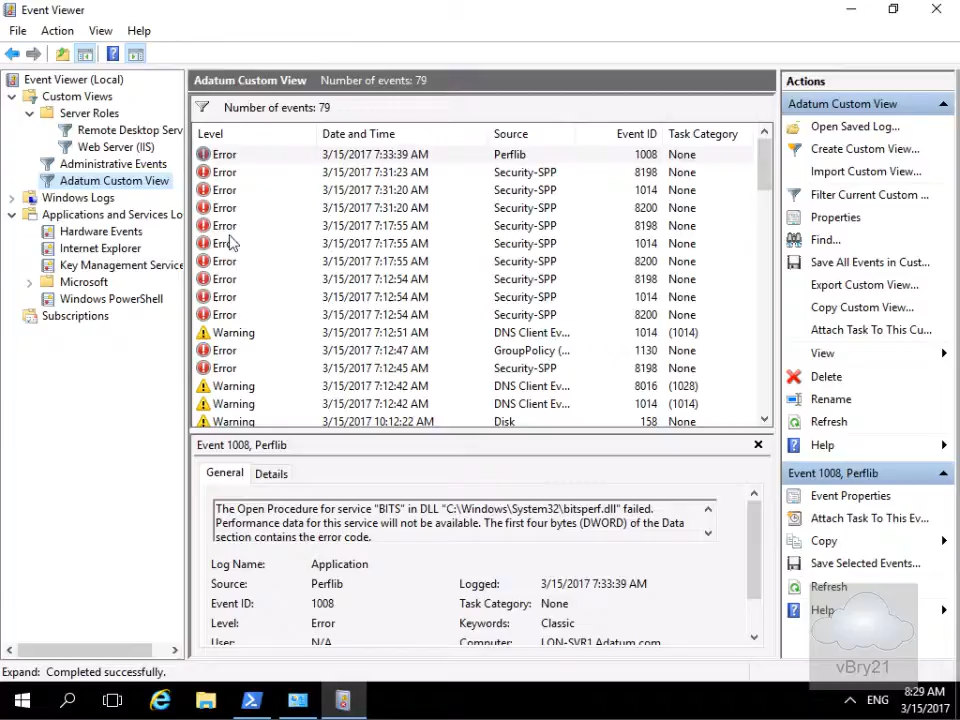 Event Viewer
File Action View Help
Event Viewer (Local)
Custom Views
Server Roles
Remote Desktop Serv
Web Server (IIS)
Administrative Events
Adatum Custom View
Windows Logs
Applications and Services Lo
Hardware Events
Internet Explorer
Key Management Service
Microsoft
Windows PowerShell
Subscriptions
Adatum Custom View Number of events: 79
Number of events: 79
Level Date and Time Source Event ID Task Category
Error 3/15/2017 7:33:39 AM Perflib 1008 None
Error 3/15/2017 7:31:23 AM Security-SPP 8198 None
Error 3/15/2017 7:31:20 AM Security-SPP 1014 None
Error 3/15/2017 7:31:20 AM Security-SPP 8200 None
Error 3/15/2017 7:17:55 AM Security-SPP 8198 None
Error 3/15/2017 7:17:55 AM Security-SPP 1014 None
Error 3/15/2017 7:17:55 AM Security-SPP 8200 None
Error 3/15/2017 7:12:54 AM Security-SPP 8198 None
Error 3/15/2017 7:12:54 AM Security-SPP 1014 None
Error 3/15/2017 7:12:54 AM Security-SPP 8200 None
Warning 3/15/2017 7:12:51 AM DNS Client Ev... 1014 (1014)
Error 3/15/2017 7:12:47 AM GroupPolicy (... 1130 None
Error 3/15/2017 7:12:45 AM Security-SPP 8198 None
Warning 3/15/2017 7:12:42 AM DNS Client Ev... 8016 (1028)
Warning 3/15/2017 7:12:42 AM DNS Client Ev... 1014 (1014)
Warning 3/15/2017 10:12:22 AM Disk 158 None
Event 1008, Perflib
General Details
The Open Procedure for service "BITS" in DLL "C:\Windows\System32\bitsperf.dll" failed.
Performance data for this service will not be available. The first four bytes (DWORD) of the Data
section contains the error code.
Log Name: Application
Source: Perflib Logged: 3/15/2017 7:33:39 AM
Event ID: 1008 Task Category: None
Level: Error Keywords: Classic
User: N/A Computer: LON-SVR1.Adatum.com
Actions
Adatum Custom View
Open Saved Log...
Create Custom View...
Import Custom View...
Filter Current Custom ...
Properties
Find...
Save All Events in Cust...
Export Custom View...
Copy Custom View...
Attach Task To This Cu...
View
Delete
Rename
Refresh
Help
Event 1008, Perflib
Event Properties
Attach Task To This Ev...
Copy
Save Selected Events...
Refresh
Help
vBry21
Expand: Completed successfully.
ENG
8:29 AM
3/15/2017